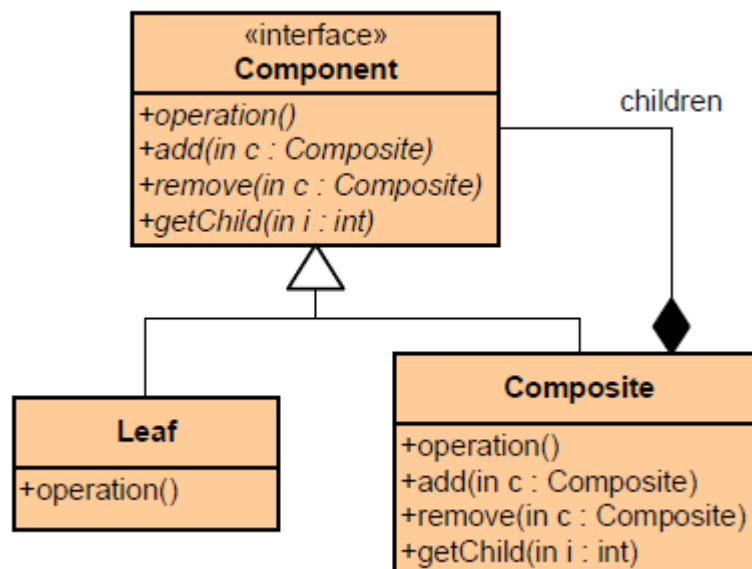 «interface»
Component
+operation()
+add(in c : Composite)
+remove(in c : Composite)
+getChild(in i : int)
children
Leaf
+operation()
Composite
+operation()
+add(in c : Composite)
+remove(in c : Composite)
+getChild(in i : int)